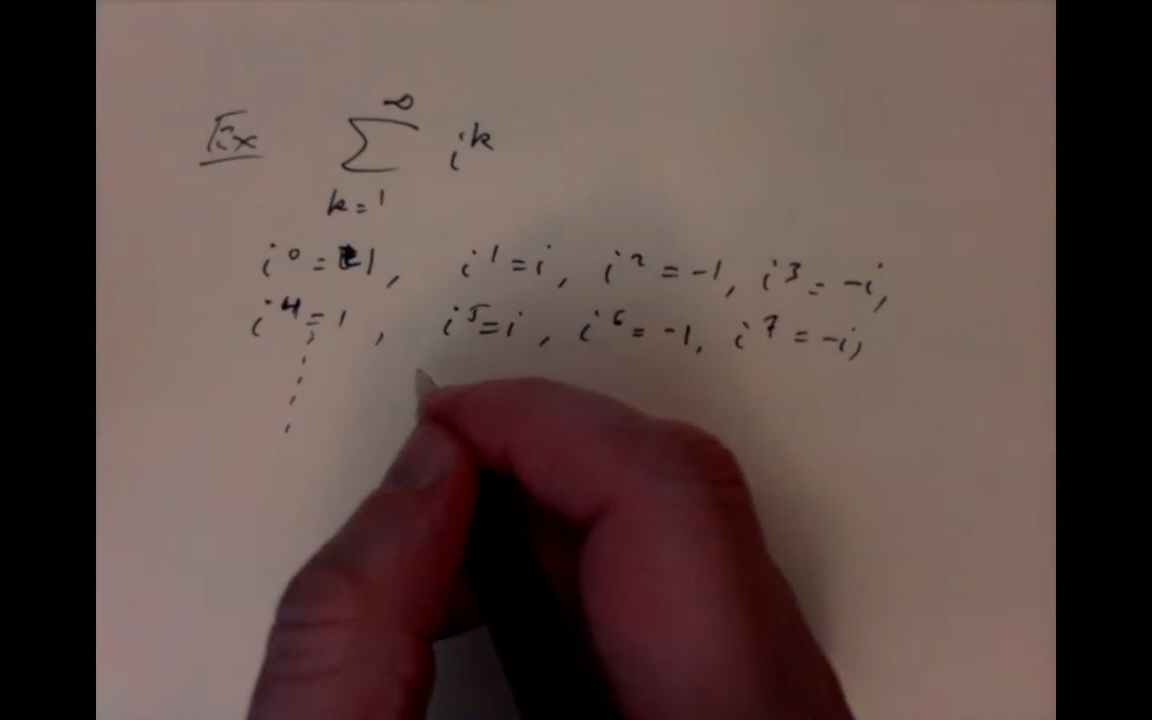 Ex ∑ i^k
∞
k=1
i^0 = 1, i^1 = i, i^2 = -1, i^3 = -i,
i^4 = 1, i^5 = i, i^6 = -1, i^7 = -i,